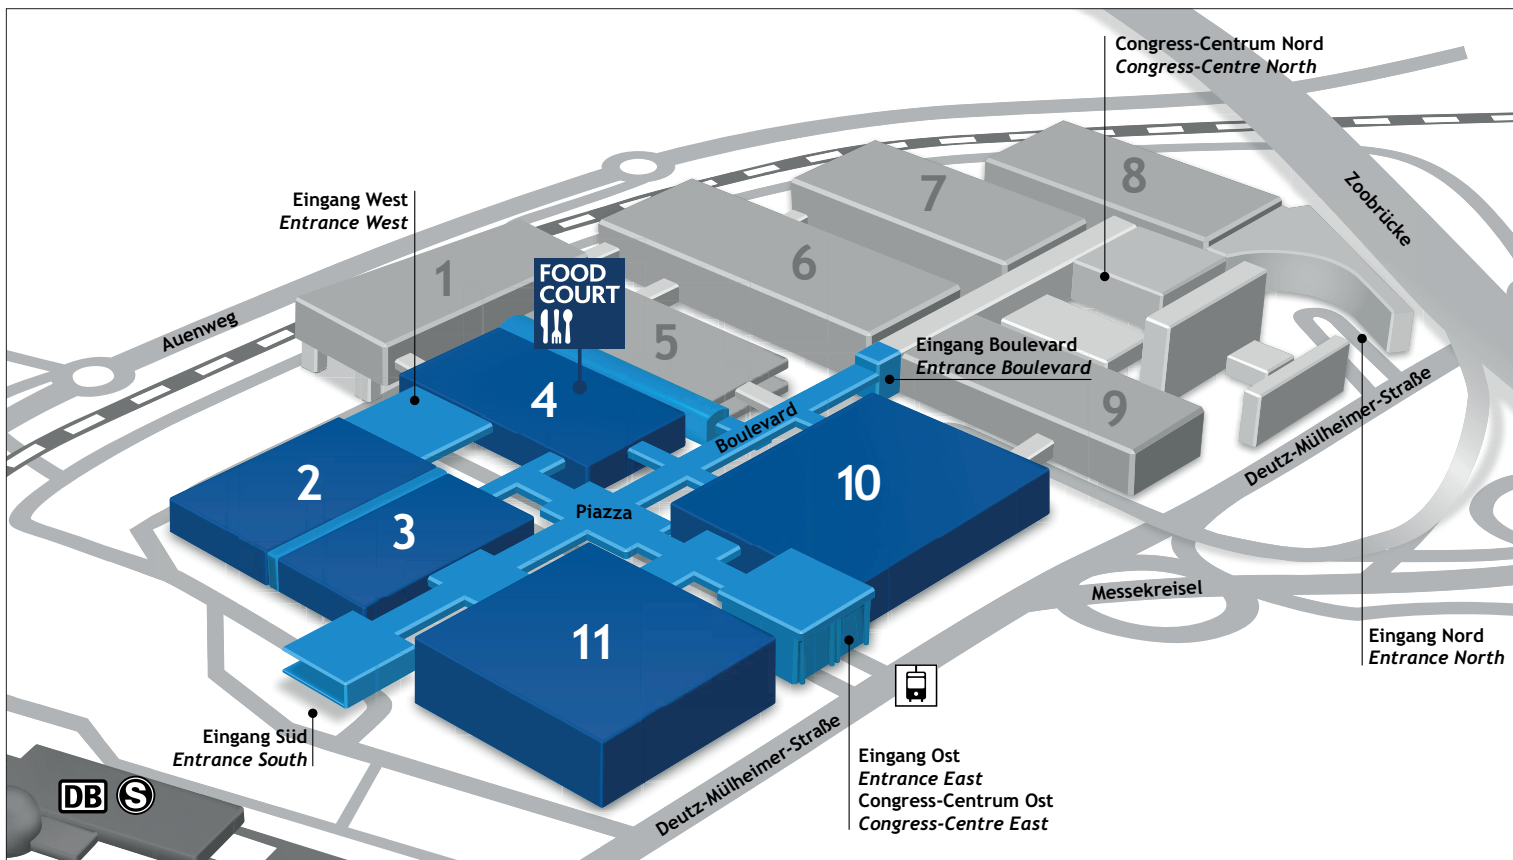 Congress-Centrum Nord
Congress-Centre North
Zoobrücke
Eingang West
Entrance West
Auenweg
1
FOOD
COURT
5
6
7
8
9
Eingang Boulevard
Entrance Boulevard
4
Boulevard
2
3
Piazza
10
11
Deutz-Mülheimer-Straße
Messekreisel
Eingang Nord
Entrance North
Eingang Süd
Entrance South
DB
S
Deutz-Mülheimer-Straße
Eingang Ost
Entrance East
Congress-Centrum Ost
Congress-Centre East